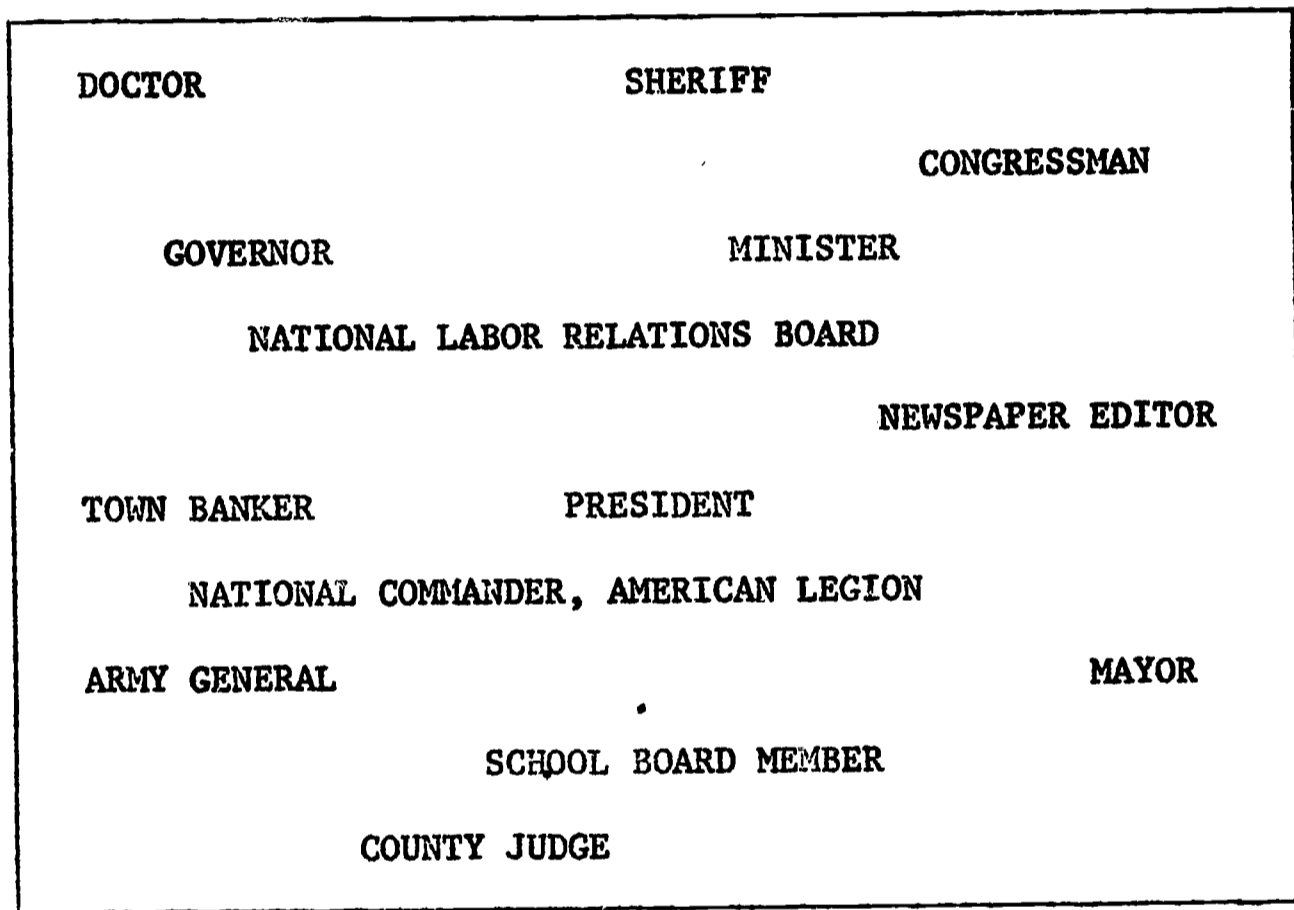 DOCTOR SHERIFF
CONGRESSMAN
GOVERNOR MINISTER
NATIONAL LABOR RELATIONS BOARD
NEWSPAPER EDITOR
TOWN BANKER PRESIDENT
NATIONAL COMMANDER, AMERICAN LEGION
ARMY GENERAL MAYOR
SCHOOL BOARD MEMBER
COUNTY JUDGE